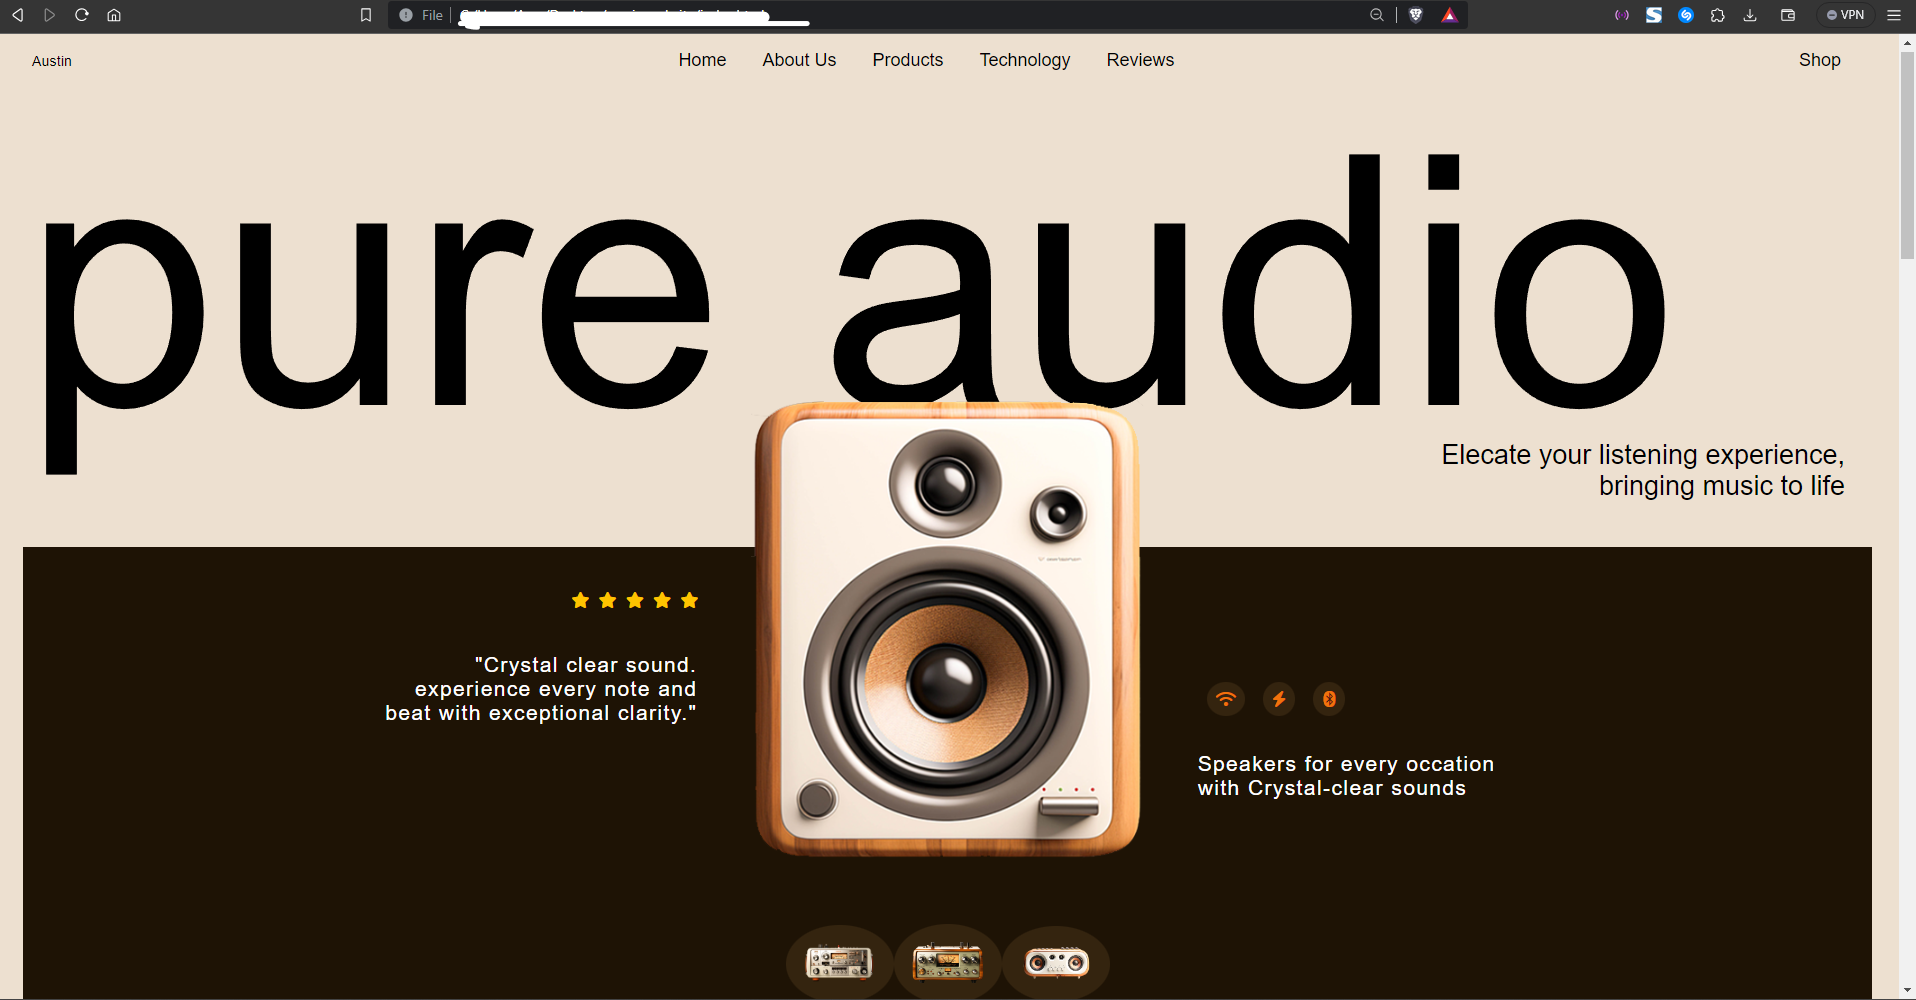 File
VPN
Austin
Home
About Us
Products
Technology
Reviews
Shop
pure audio
Elecate your listening experience,
bringing music to life
"Crystal clear sound.
experience every note and
beat with exceptional clarity."
Speakers for every occation
with Crystal-clear sounds